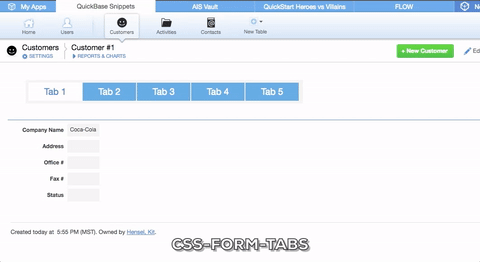 My Apps QuickBase Snippets AIS Vault QuickStart Heroes vs Villains FLOW
Home Users Customers Activities Contacts New Table
Customers Customer #1 + New Customer
SETTINGS REPORTS & CHARTS
Tab 1 Tab 2 Tab 3 Tab 4 Tab 5
Company Name Coca-Cola
Address
Office #
Fax #
Status
Created today at 5:55 PM (MST). Owned by Hensel, Kit.
CSS-FORM-TABS